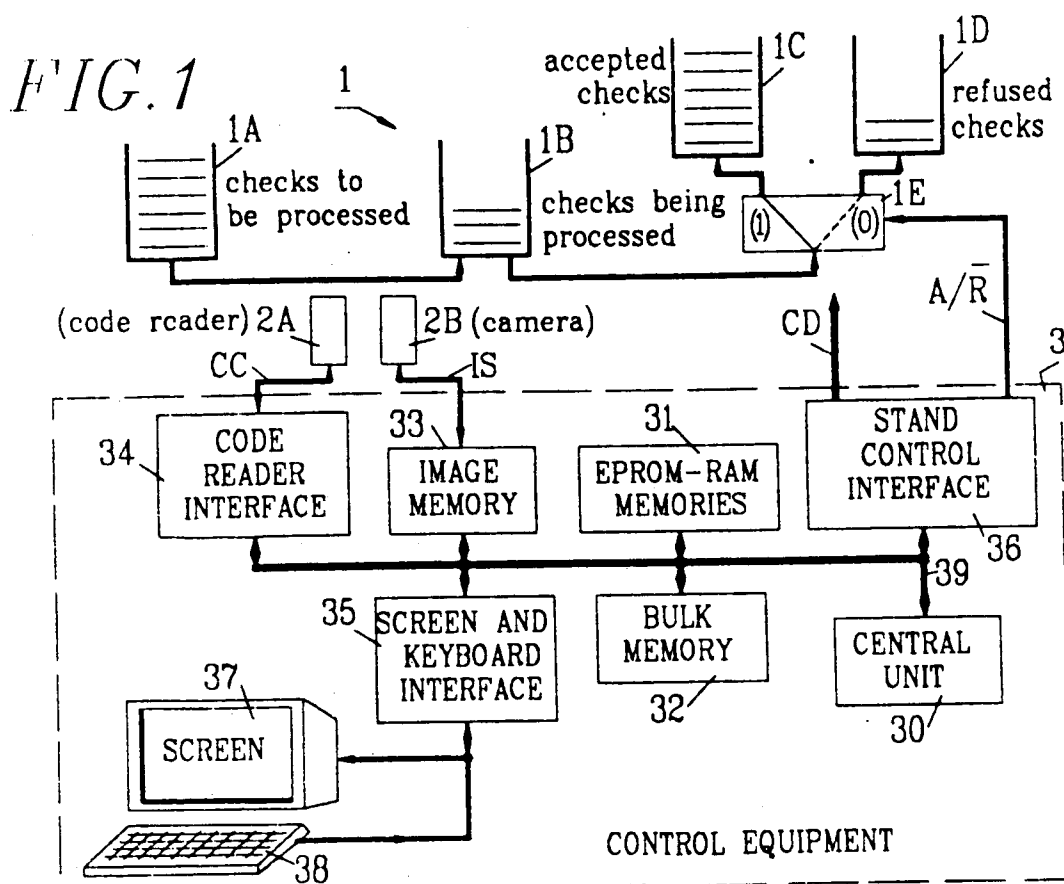 FIG.1
1
1A
checks to
be processed
1B
checks being
processed
accepted
checks
1C
1D
refused
checks
1E
(1)
(0)
A/R̅
CD
(code reader) 2A
2B (camera)
CC
IS
3
34
CODE
READER
INTERFACE
33
IMAGE
MEMORY
31
EPROM-RAM
MEMORIES
STAND
CONTROL
INTERFACE
36
39
35
SCREEN AND
KEYBOARD
INTERFACE
BULK
MEMORY
32
CENTRAL
UNIT
30
37
SCREEN
38
CONTROL EQUIPMENT